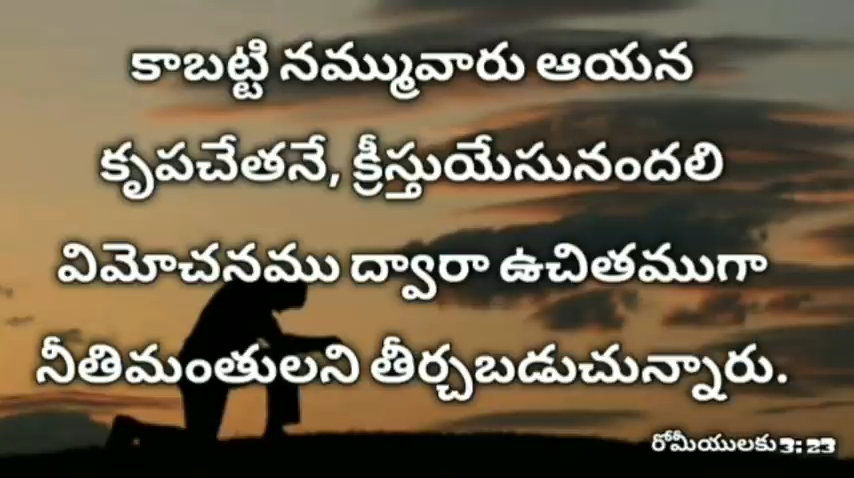 కాబట్టి నమ్మువారు ఆయన
కృపచేతనే, క్రీస్తుయేసునందలి
విమోచనము ద్వారా ఉచితముగా
నీతిమంతులని తీర్చబడుచున్నారు.
రోమీయులకు 3: 23